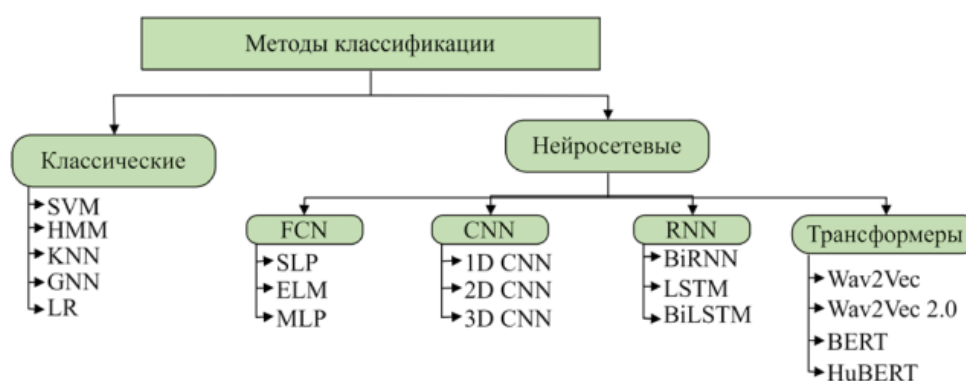 Методы классификации
Классические
Нейросетевые
SVM
HMM
KNN
GNN
LR
FCN
SLP
ELM
MLP
CNN
1D CNN
2D CNN
3D CNN
RNN
BiRNN
LSTM
BiLSTM
Трансформеры
Wav2Vec
Wav2Vec 2.0
BERT
HuBERT